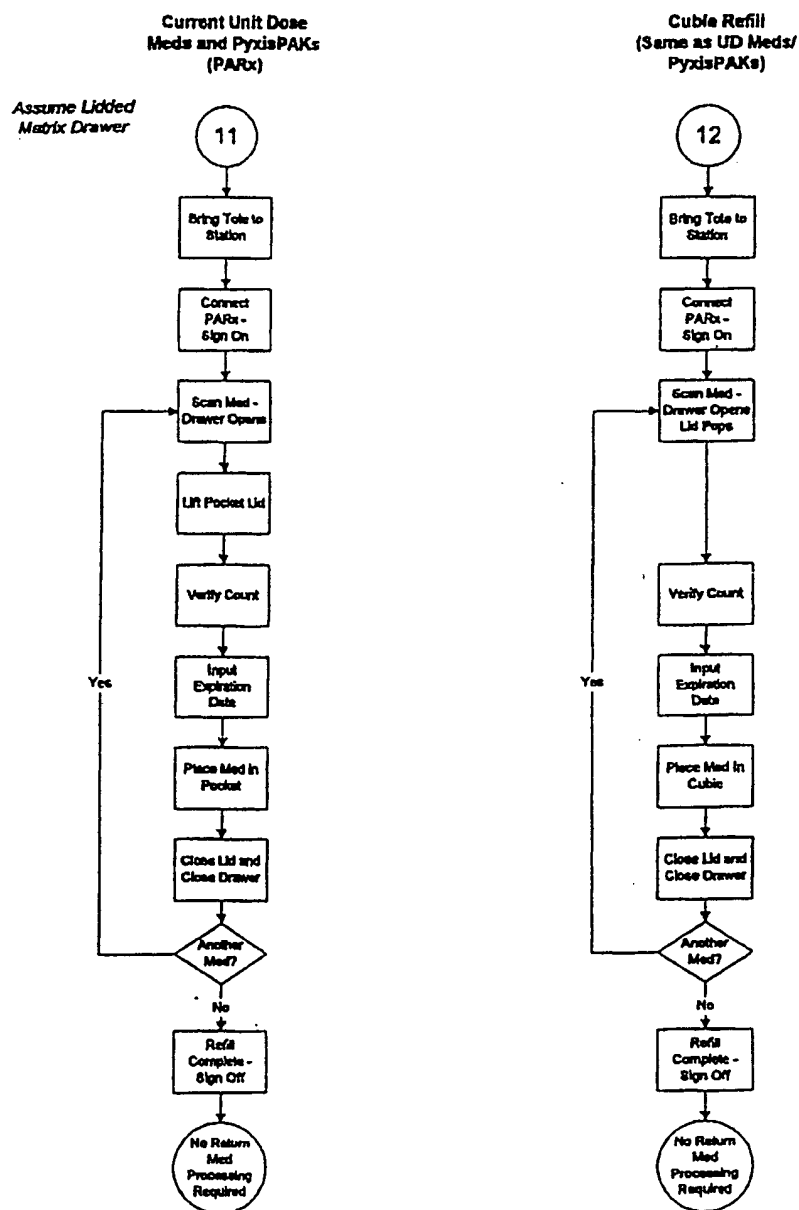 Current Unit Dose
Meds and PyxisPAKs
(PARx)
Assume Lidded
Matrix Drawer
11
Bring Tote to
Station
Connect
PARx -
Sign On
Scan Med -
Drawer Opens
Lift Pocket Lid
Verify Count
Yes
Input
Expiration
Date
Place Med in
Pocket
Close Lid and
Close Drawer
Another
Med?
No
Refill
Complete -
Sign Off
No Return
Med
Processing
Required
Cubie Refill
(Same as UD Meds/
PyxisPAKs)
12
Bring Tote to
Station
Connect
PARx -
Sign On
Scan Med -
Drawer Opens
Lid Pops
Verify Count
Yes
Input
Expiration
Date
Place Med in
Cubie
Close Lid and
Close Drawer
Another
Med?
No
Refill
Complete -
Sign Off
No Return
Med
Processing
Required